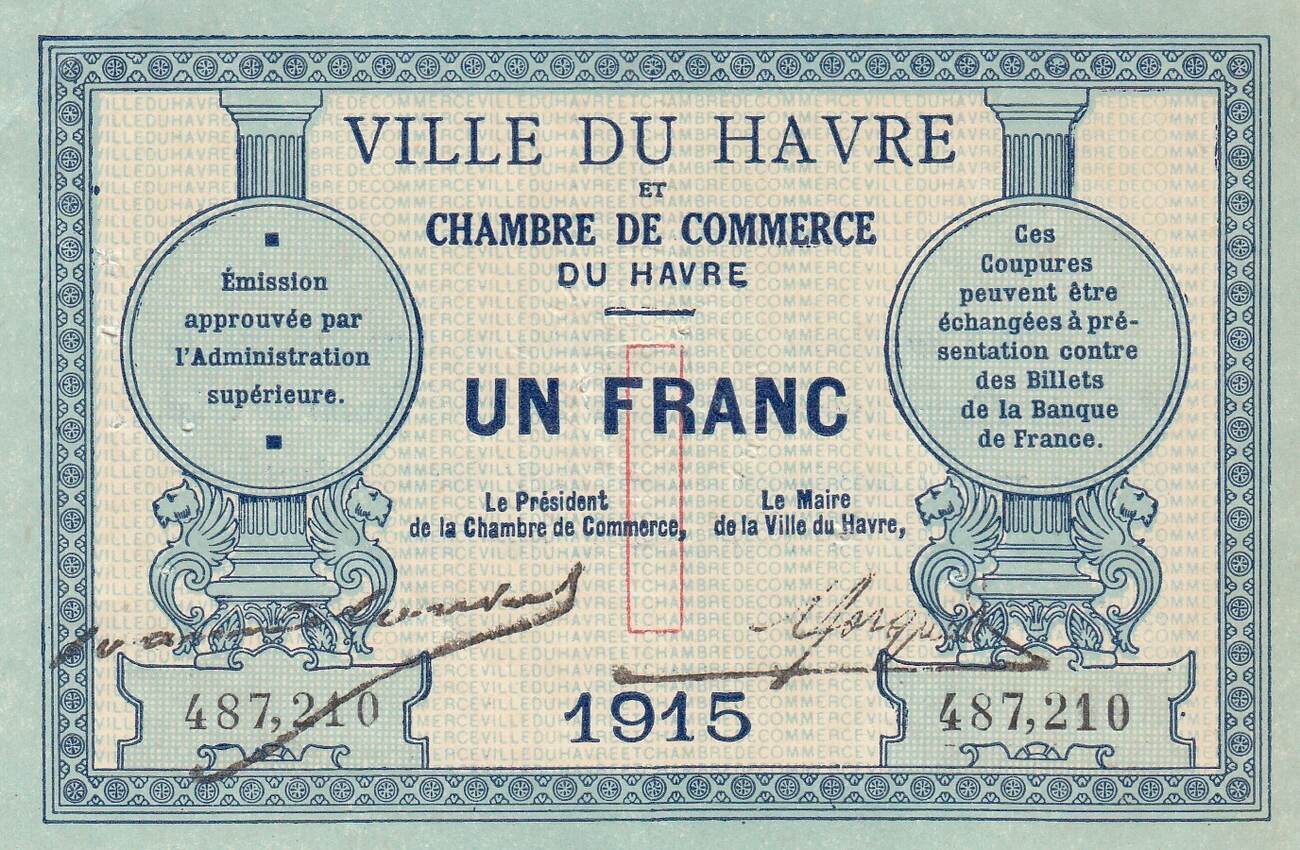 VILLE DU HAVRE
ET
CHAMBRE DE COMMERCE
DU HAVRE
Émission
approuvée par
l'Administration
supérieure.
UN FRANC
Ces
Coupures
peuvent être
échangées à pré-
sentation contre
des Billets
de la Banque
de France.
Le Président
de la Chambre de Commerce,
Le Maire
de la Ville du Havre,
487,210
1915
487,210